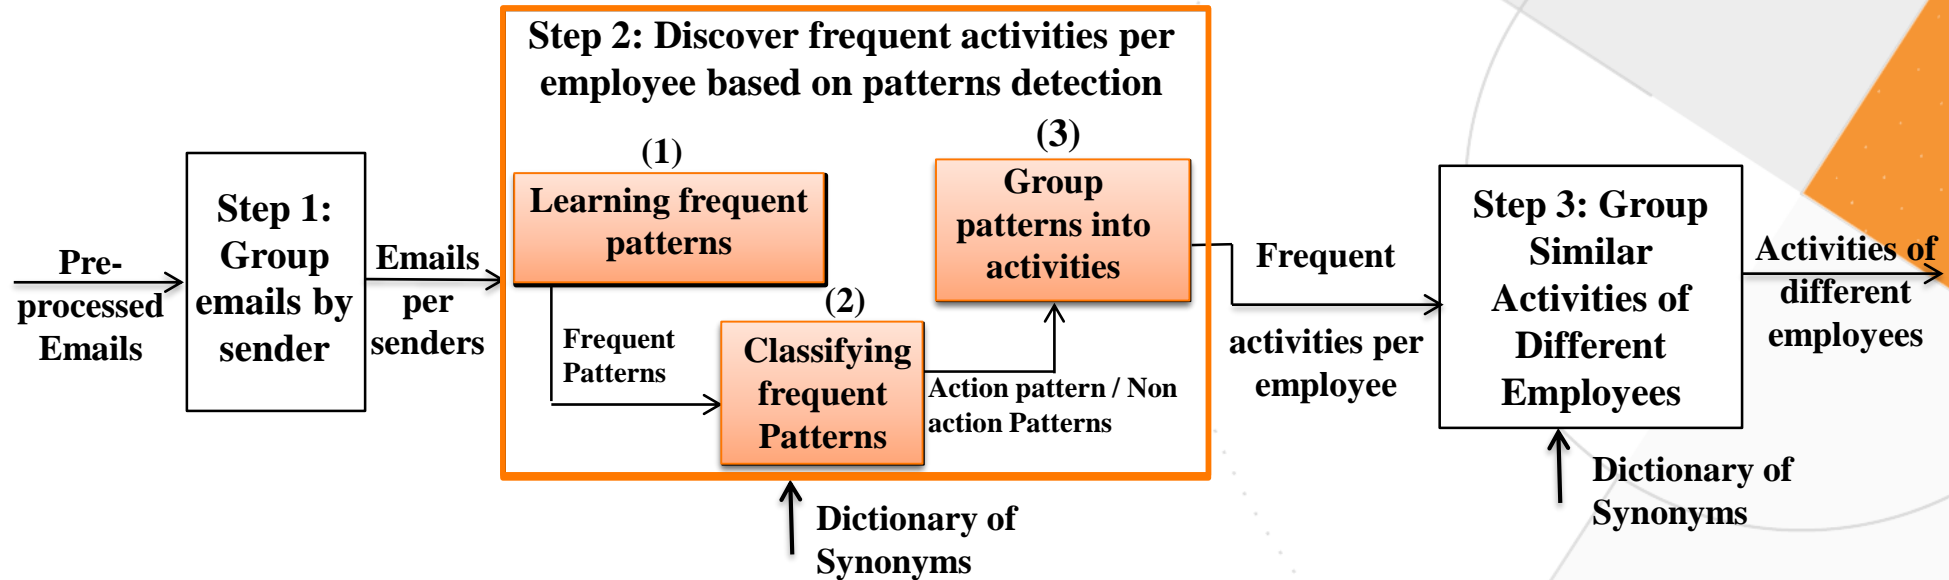 Step 2: Discover frequent activities per
employee based on patterns detection
Pre-
processed
Emails
Step 1:
Group
emails by
sender
Emails
per
senders
(1)
Learning frequent
patterns
Frequent
Patterns
(2)
Classifying
frequent
Patterns
Action pattern / Non
action Patterns
(3)
Group
patterns into
activities
Dictionary of
Synonyms
Frequent
activities per
employee
Step 3: Group
Similar
Activities of
Different
Employees
Dictionary of
Synonyms
Activities of
different
employees